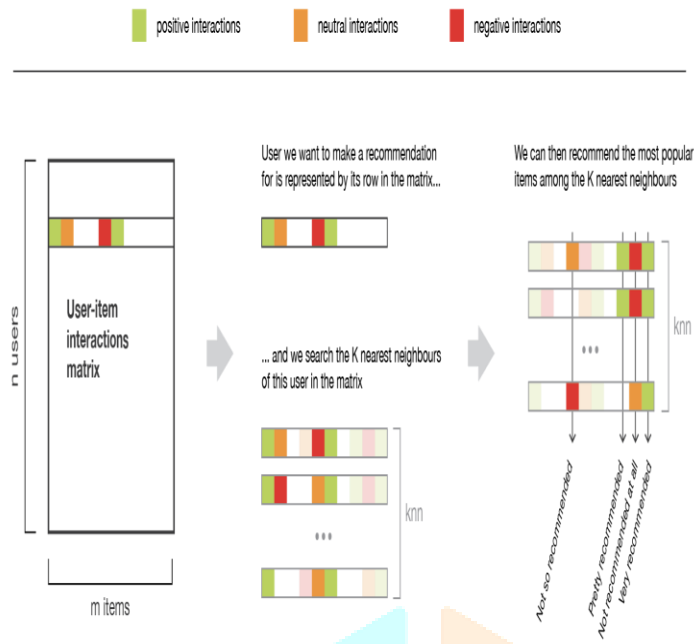 positive interactions
neutral interactions
negative interactions
User we want to make a recommendation
for is represented by its row in the matrix...
We can then recommend the most popular
items among the K nearest neighbours
n users
User-item
interactions
matrix
... and we search the K nearest neighbours
of this user in the matrix
knn
knn
m items
Not so recommended
Pretty recommended
Not recommended at all
Very recommended